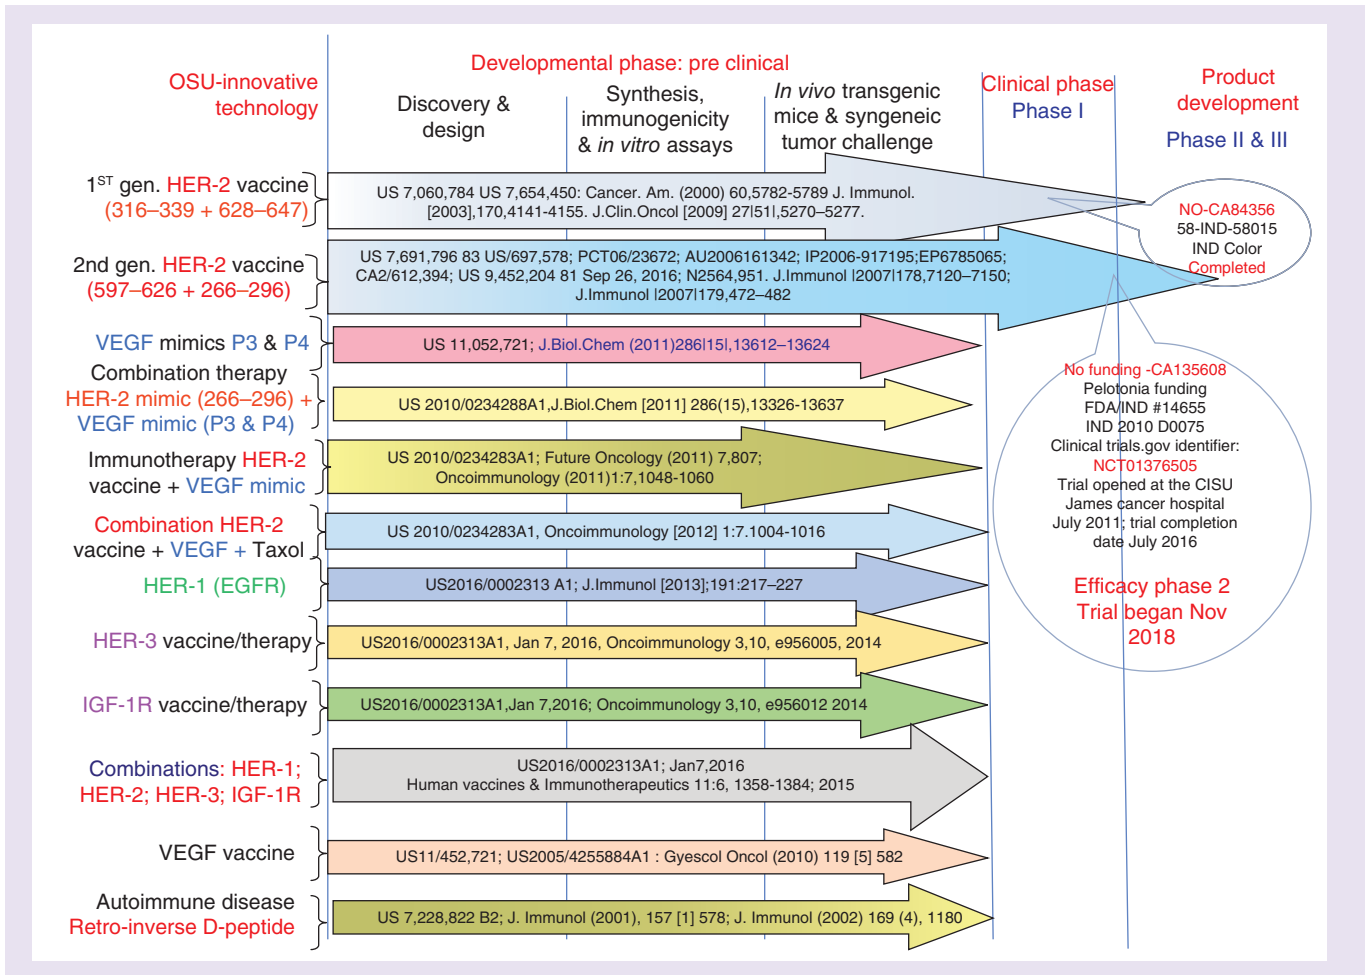 OSU-innovative
technology
Developmental phase: pre clinical
Discovery &
design
Synthesis,
immunogenicity
& in vitro assays
In vivo transgenic
mice & syngeneic
tumor challenge
Clinical phase
Phase I
Product
development
Phase II & III
1ST gen. HER-2 vaccine
(316–339 + 628–647)
US 7,060,784 US 7,654,450: Cancer. Am. (2000) 60,5782-5789 J. Immunol.
[2003],170,4141-4155. J.Clin.Oncol [2009] 27|51|,5270–5277.
NO-CA84356
58-IND-58015
IND Color
Completed
2nd gen. HER-2 vaccine
(597–626 + 266–296)
US 7,691,796 83 US/697,578; PCT06/23672; AU2006161342; IP2006-917195;EP6785065;
CA2/612,394; US 9,452,204 81 Sep 26, 2016; N2564,951. J.Immunol |2007|178,7120–7150);
J.Immunol |2007|179,472–482
VEGF mimics P3 & P4
US 11,052,721; J.Biol.Chem (2011)286|15|,13612–13624
Combination therapy
HER-2 mimic (266–296) +
VEGF mimic (P3 & P4)
US 2010/0234288A1,J.Biol.Chem [2011] 286(15),13326-13637
Immunotherapy HER-2
vaccine + VEGF mimic
US 2010/0234283A1; Future Oncology (2011) 7,807;
Oncoimmunology (2011)1:7,1048-1060
Combination HER-2
vaccine + VEGF + Taxol
US 2010/0234283A1, Oncoimmunology [2012] 1:7.1004-1016
HER-1 (EGFR)
US2016/0002313 A1; J.Immunol [2013];191:217–227
HER-3 vaccine/therapy
US2016/0002313A1, Jan 7, 2016, Oncoimmunology 3,10, e956005, 2014
IGF-1R vaccine/therapy
US2016/0002313A1,Jan 7,2016; Oncoimmunology 3,10, e956012 2014
Combinations: HER-1;
HER-2; HER-3; IGF-1R
US2016/0002313A1; Jan7,2016
Human vaccines & Immunotherapeutics 11:6, 1358-1384; 2015
VEGF vaccine
US11/452,721; US2005/4255884A1 : Gyescol Oncol (2010) 119 [5] 582
Autoimmune disease
Retro-inverse D-peptide
US 7,228,822 B2; J. Immunol (2001), 157 [1] 578; J. Immunol (2002) 169 (4), 1180
No funding -CA135608
Pelotonia funding
FDA/IND #14655
IND 2010 D0075
Clinical trials.gov identifier:
NCT01376505
Trial opened at the CISU
James cancer hospital
July 2011; trial completion
date July 2016
Efficacy phase 2
Trial began Nov
2018